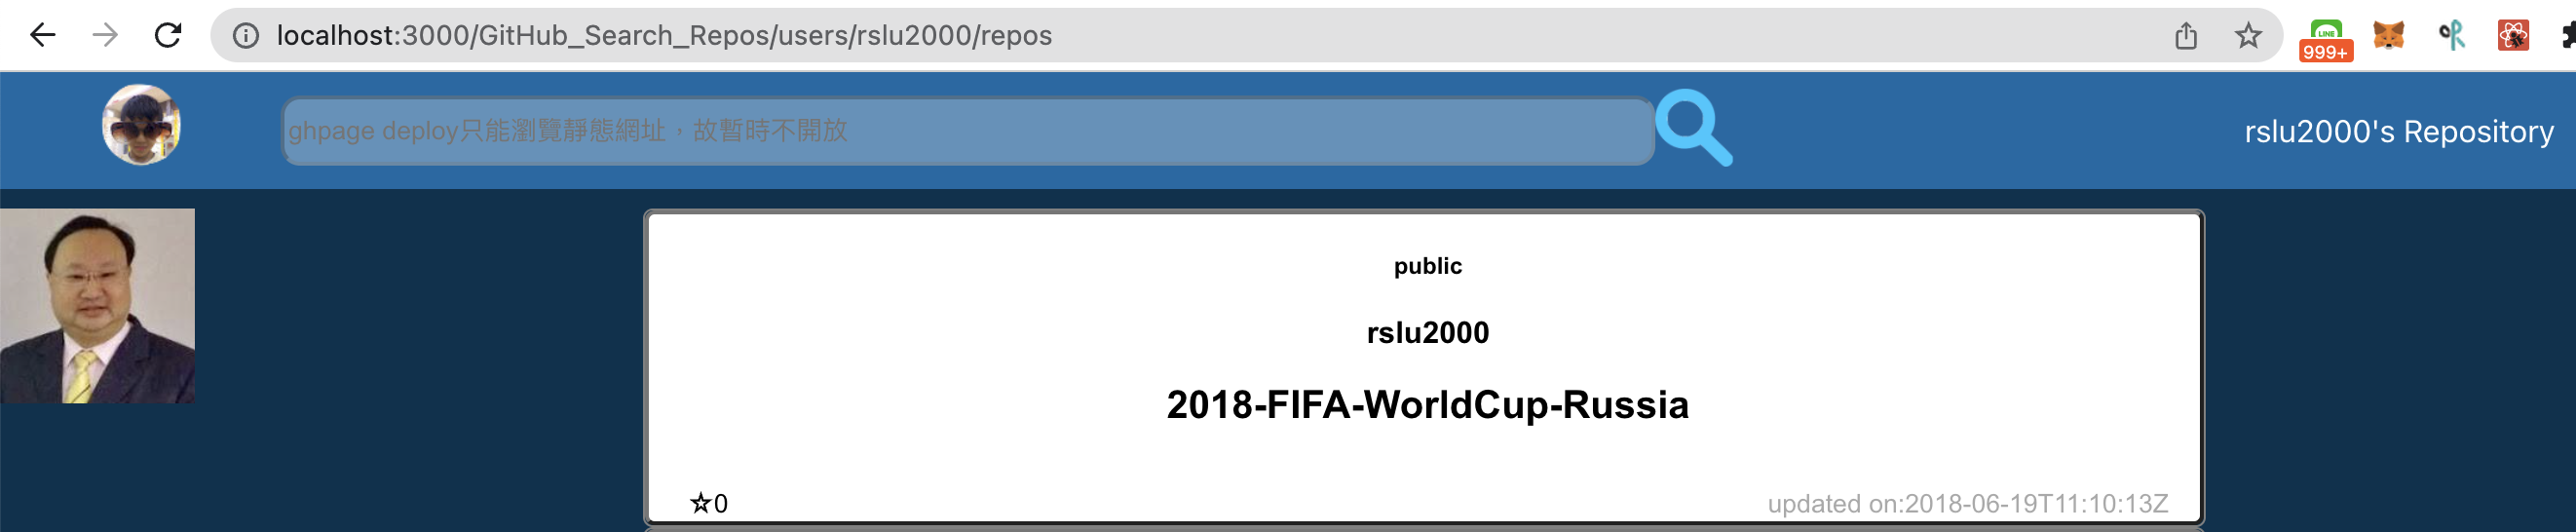 localhost:3000/GitHub_Search_Repos/users/rslu2000/repos
LINE
999+
ghpage deploy只能瀏覽靜態網址，故暫時不開放
rslu2000's Repository
public
rslu2000
2018-FIFA-WorldCup-Russia
☆0
updated on:2018-06-19T11:10:13Z